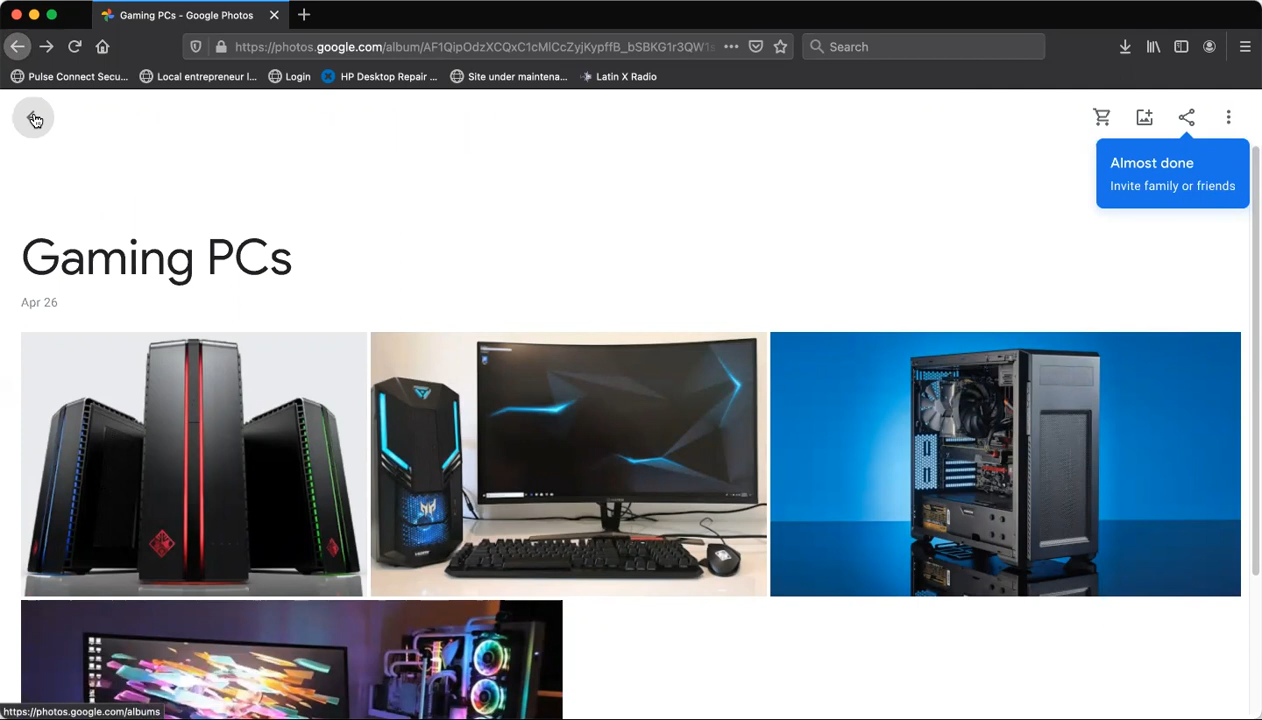 Gaming PCs - Google Photos
https://photos.google.com/album/AF1QipOdzXCQxC1cMlCcZyjKypffB_bSBKG1r3QW1s
Search
Pulse Connect Secu...
Local entrepreneur I...
Login
HP Desktop Repair ...
Site under maintena...
Latin X Radio
Almost done
Invite family or friends
Gaming PCs
Apr 26
https://photos.google.com/albums